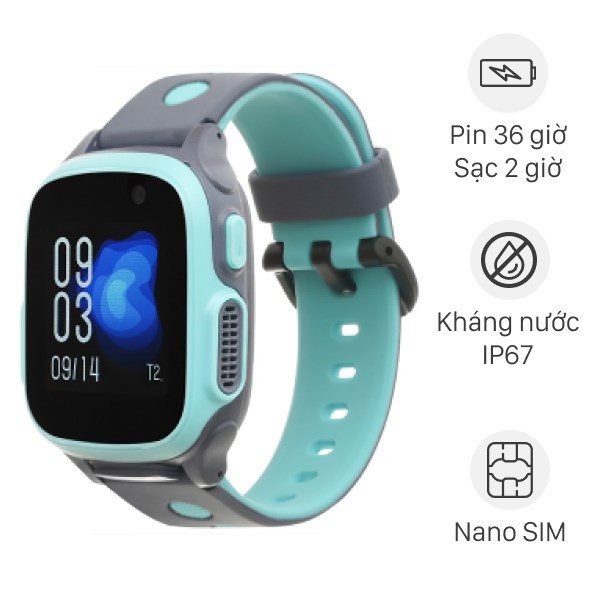 09
03
09/14
T2
Pin 36 giờ
Sạc 2 giờ
Kháng nước
IP67
Nano SIM